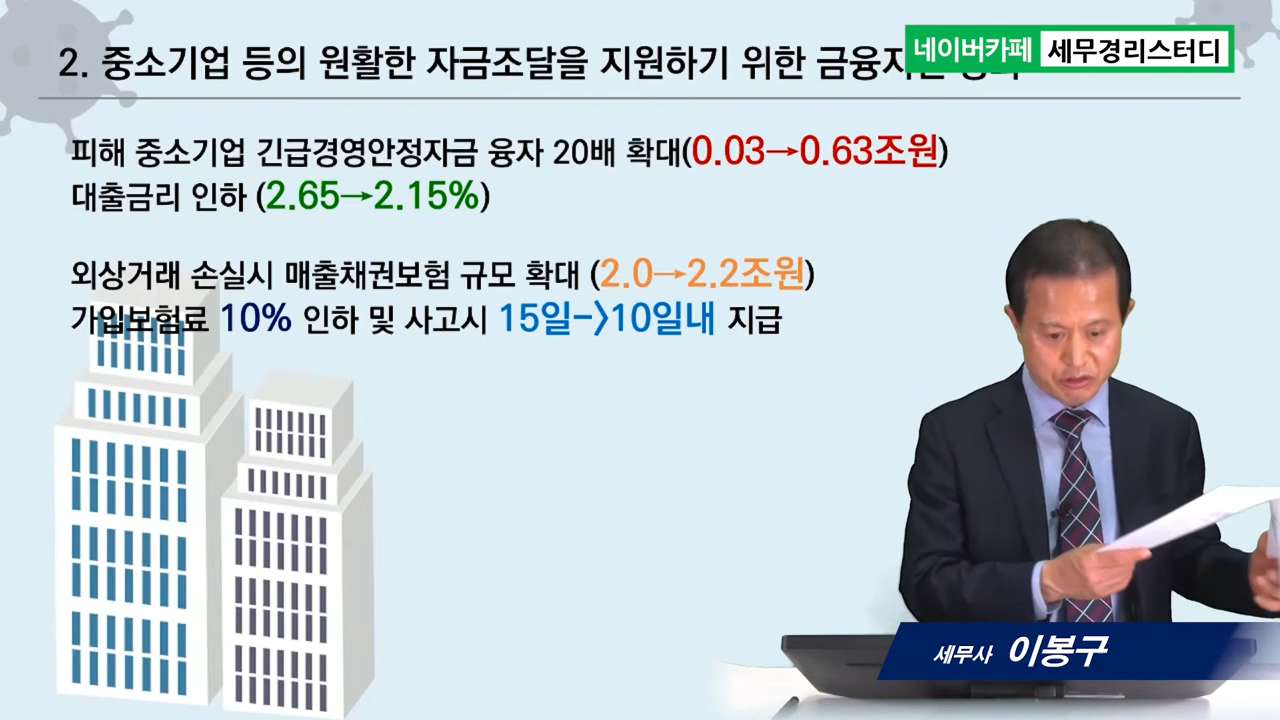 네이버카페 세무경리스터디
2. 중소기업 등의 원활한 자금조달을 지원하기 위한
피해 중소기업 긴급경영안정자금 융자 20배 확대(0.03→0.63조원)
대출금리 인하 (2.65→2.15%)
외상거래 손실시 매출채권보험 규모 확대 (2.0→2.2조원)
가입보험료 10% 인하 및 사고시 15일->10일내 지급
세무사 이봉구